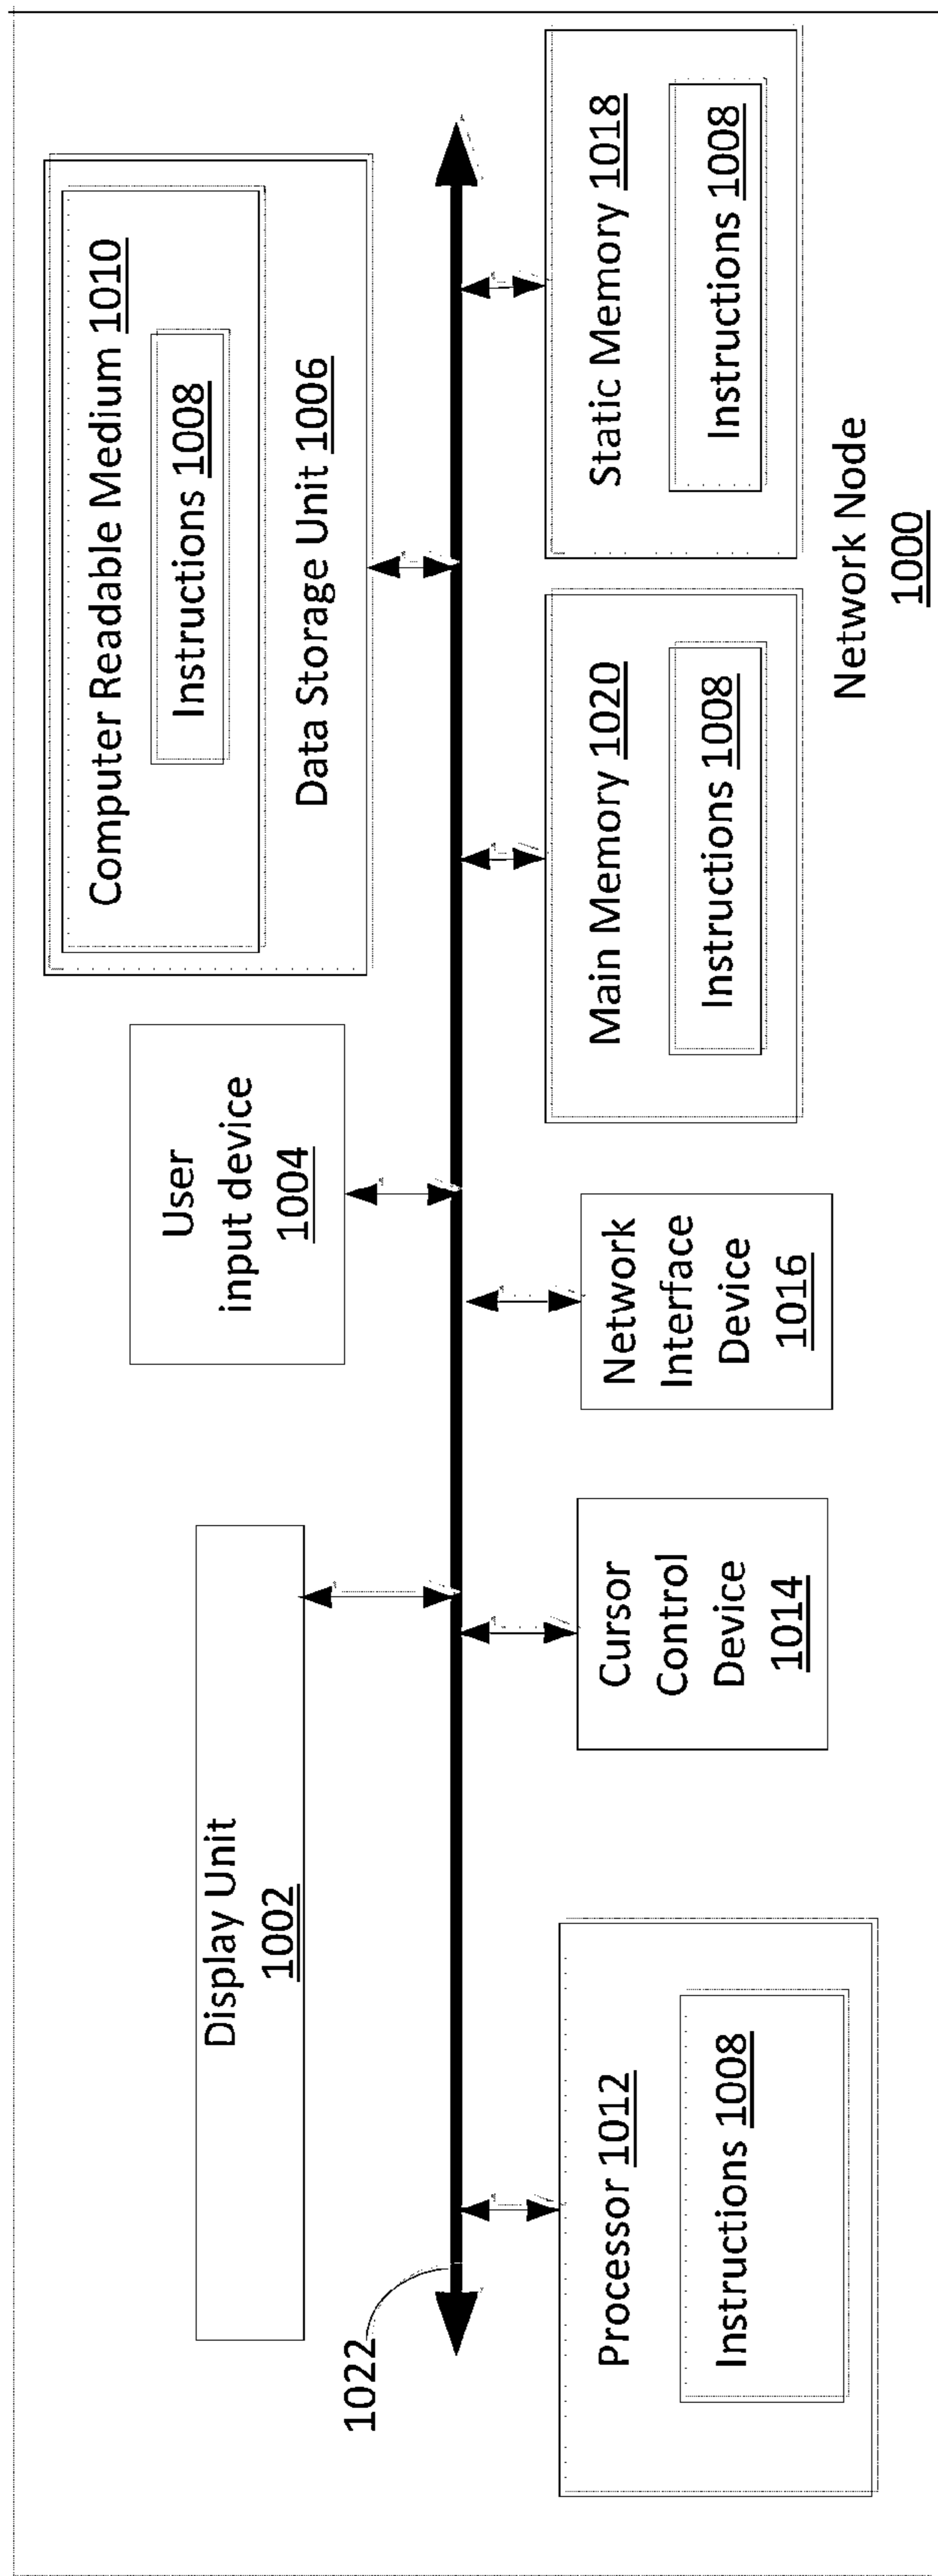 Display Unit
1002
User
input device
1004
Computer Readable Medium 1010
Instructions 1008
Data Storage Unit 1006
1022
Processor 1012
Instructions 1008
Cursor
Control
Device
1014
Network
Interface
Device
1016
Main Memory 1020
Instructions 1008
Static Memory 1018
Instructions 1008
Network Node
1000